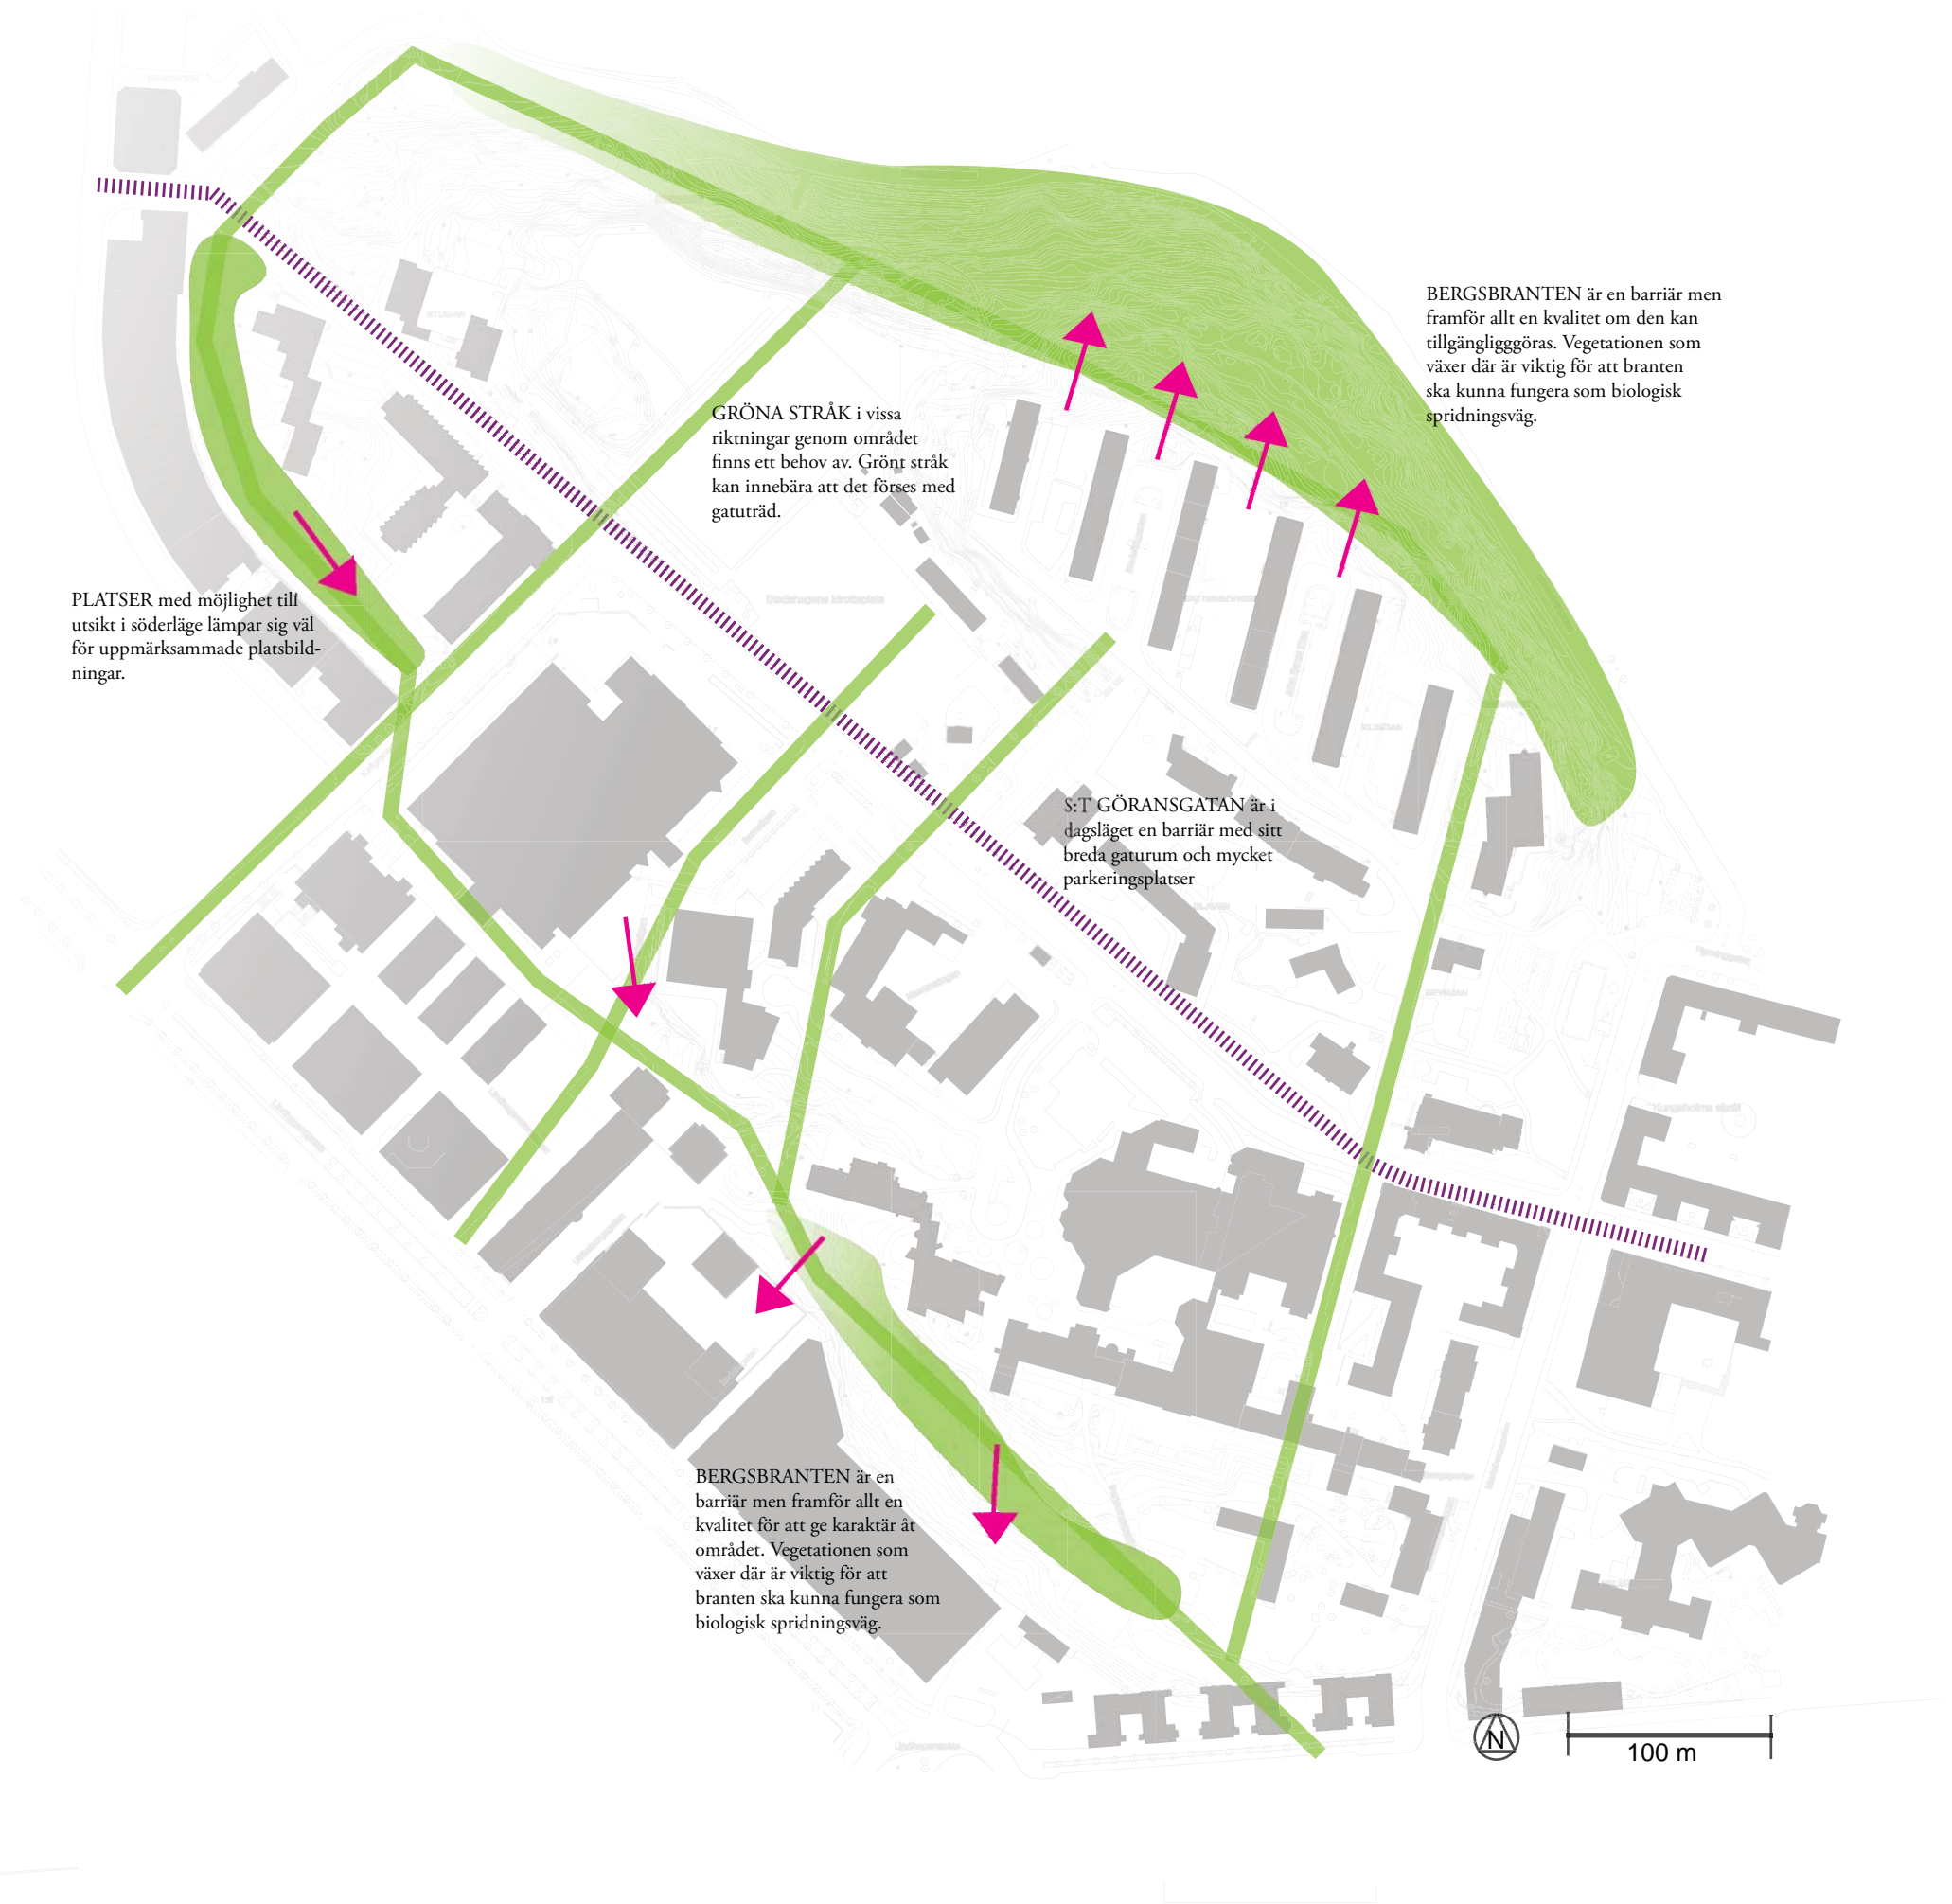 BERGSBRANTEN är en barriär men
framför allt en kvalitet om den kan
tillgängligggöras. Vegetationen som
växer där är viktig för att branten
ska kunna fungera som biologisk
spridningsväg.
GRÖNA STRÅK i vissa
riktningar genom området
finns ett behov av. Grönt stråk
kan innebära att det förses med
gatuträd.
PLATSER med möjlighet till
utsikt i söderläge lämpar sig väl
för uppmärksammade platsbild-
ningar.
Stadshagens Idrottsplats
S:T GÖRANSGATAN är i
dagsläget en barriär med sitt
breda gaturum och mycket
parkeringsplatser
Kungsholms
BERGSBRANTEN är en
barriär men framför allt en
kvalitet för att ge karaktär åt
området. Vegetationen som
växer där är viktig för att
branten ska kunna fungera som
biologisk spridningsväg.
Lindhagensplan
N
100 m